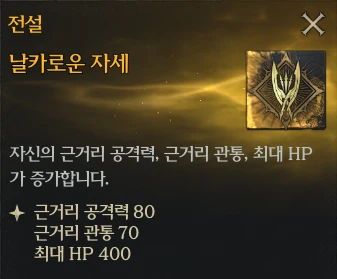 전설
날카로운 자세
자신의 근거리 공격력, 근거리 관통, 최대 HP
가 증가합니다.
근거리 공격력 80
근거리 관통 70
최대 HP 400